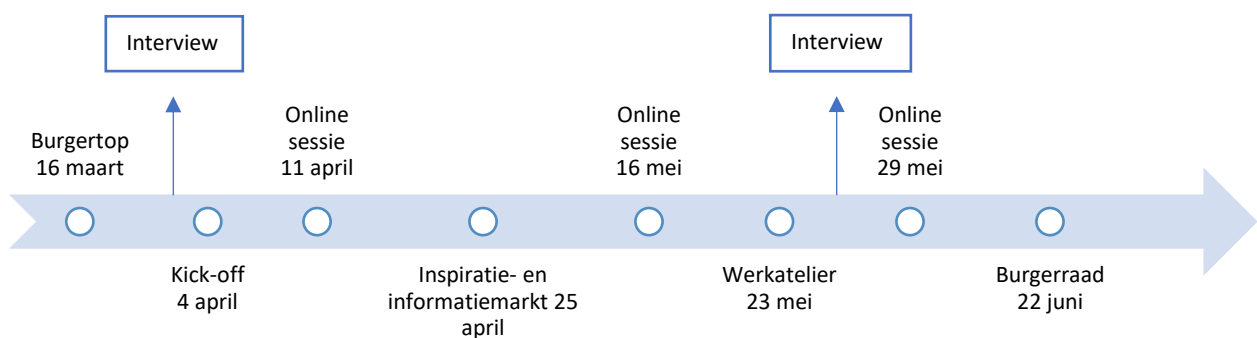 Interview
Interview
Burgertop
16 maart
Online
sessie
11 april
Online
sessie
16 mei
Online
sessie
29 mei
Kick-off
4 april
Inspiratie- en
informatiemarkt 25
april
Werkatelier
23 mei
Burgerraad
22 juni